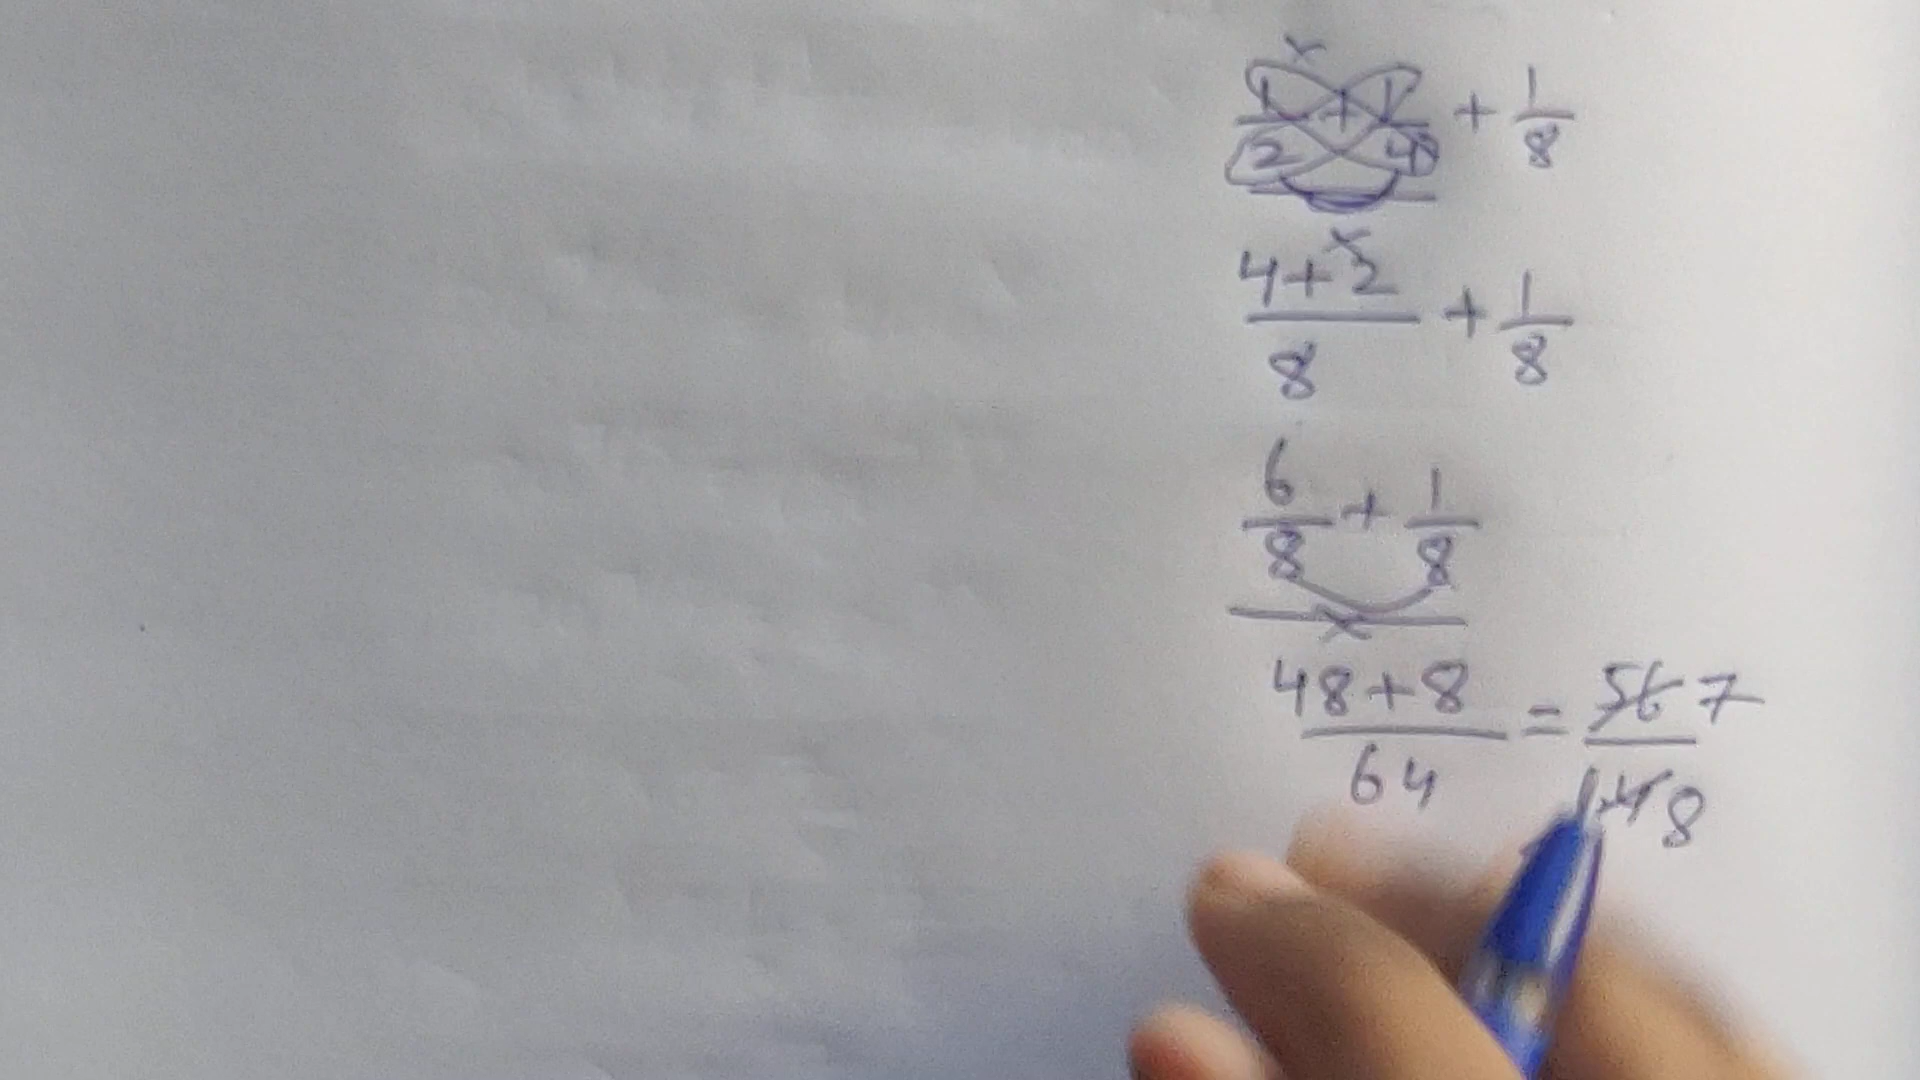 1/2 + 1/4 + 1/8
(4+2)/8 + 1/8
6/8 + 1/8
(48+8)/64 = 56/64 7/8